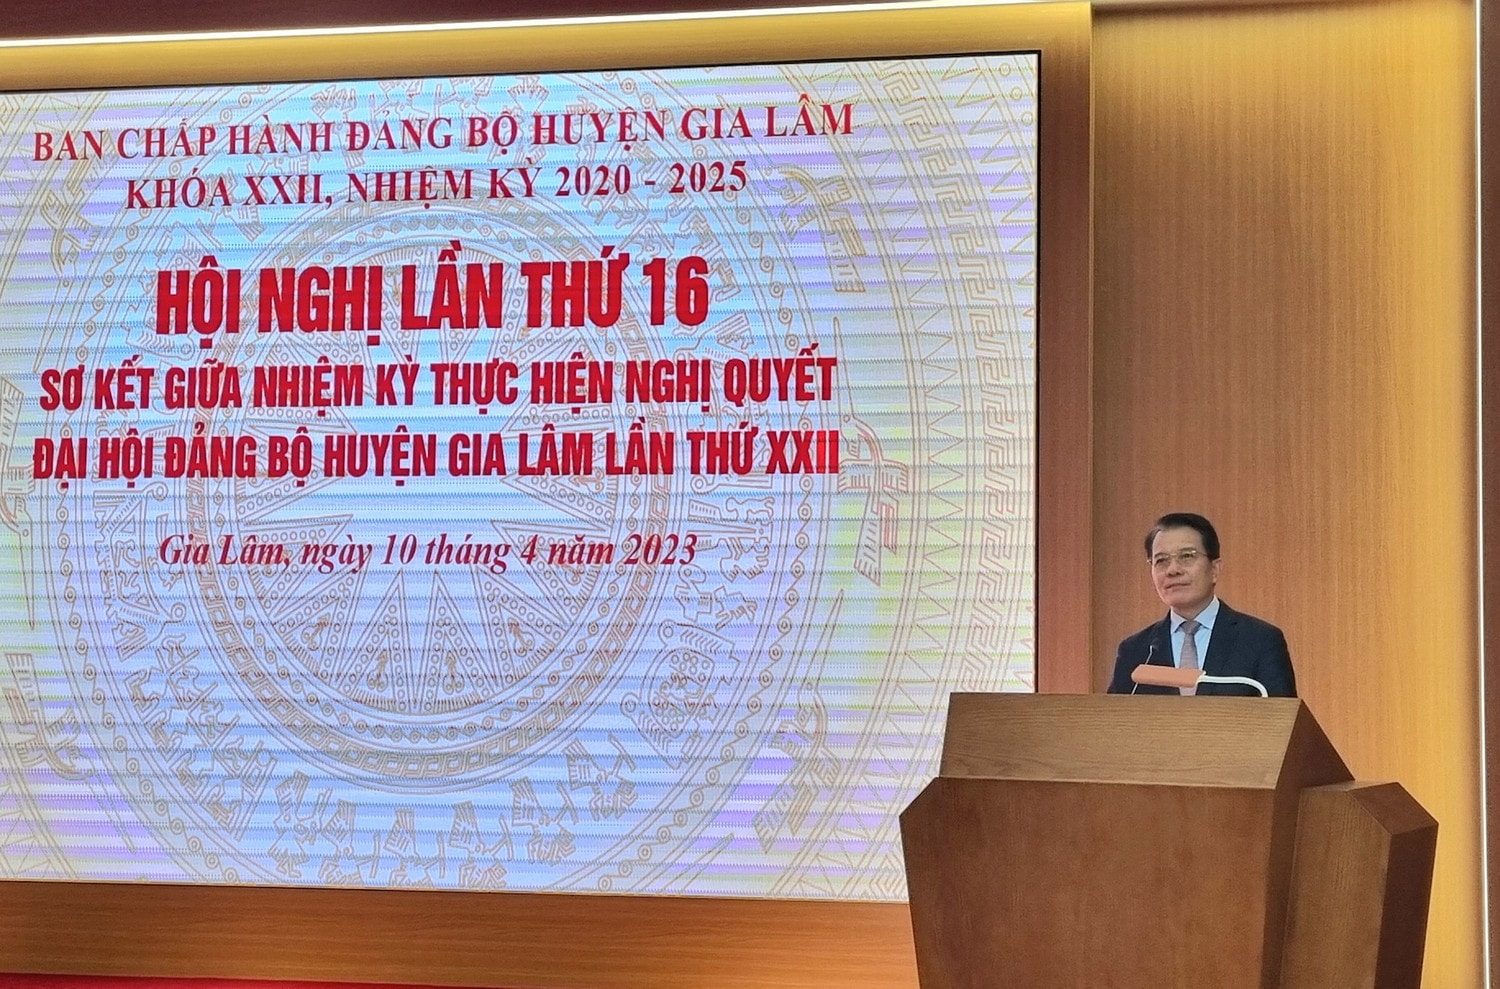 BAN CHẤP HÀNH ĐẢNG BỘ HUYỆN GIA LÂM
KHÓA XXII, NHIỆM KỲ 2020 - 2025
HỘI NGHỊ LẦN THỨ 16
SƠ KẾT GIỮA NHIỆM KỲ THỰC HIỆN NGHỊ QUYẾT
ĐẠI HỘI ĐẢNG BỘ HUYỆN GIA LÂM LẦN THỨ XXII
Gia Lâm, ngày 10 tháng 4 năm 2023